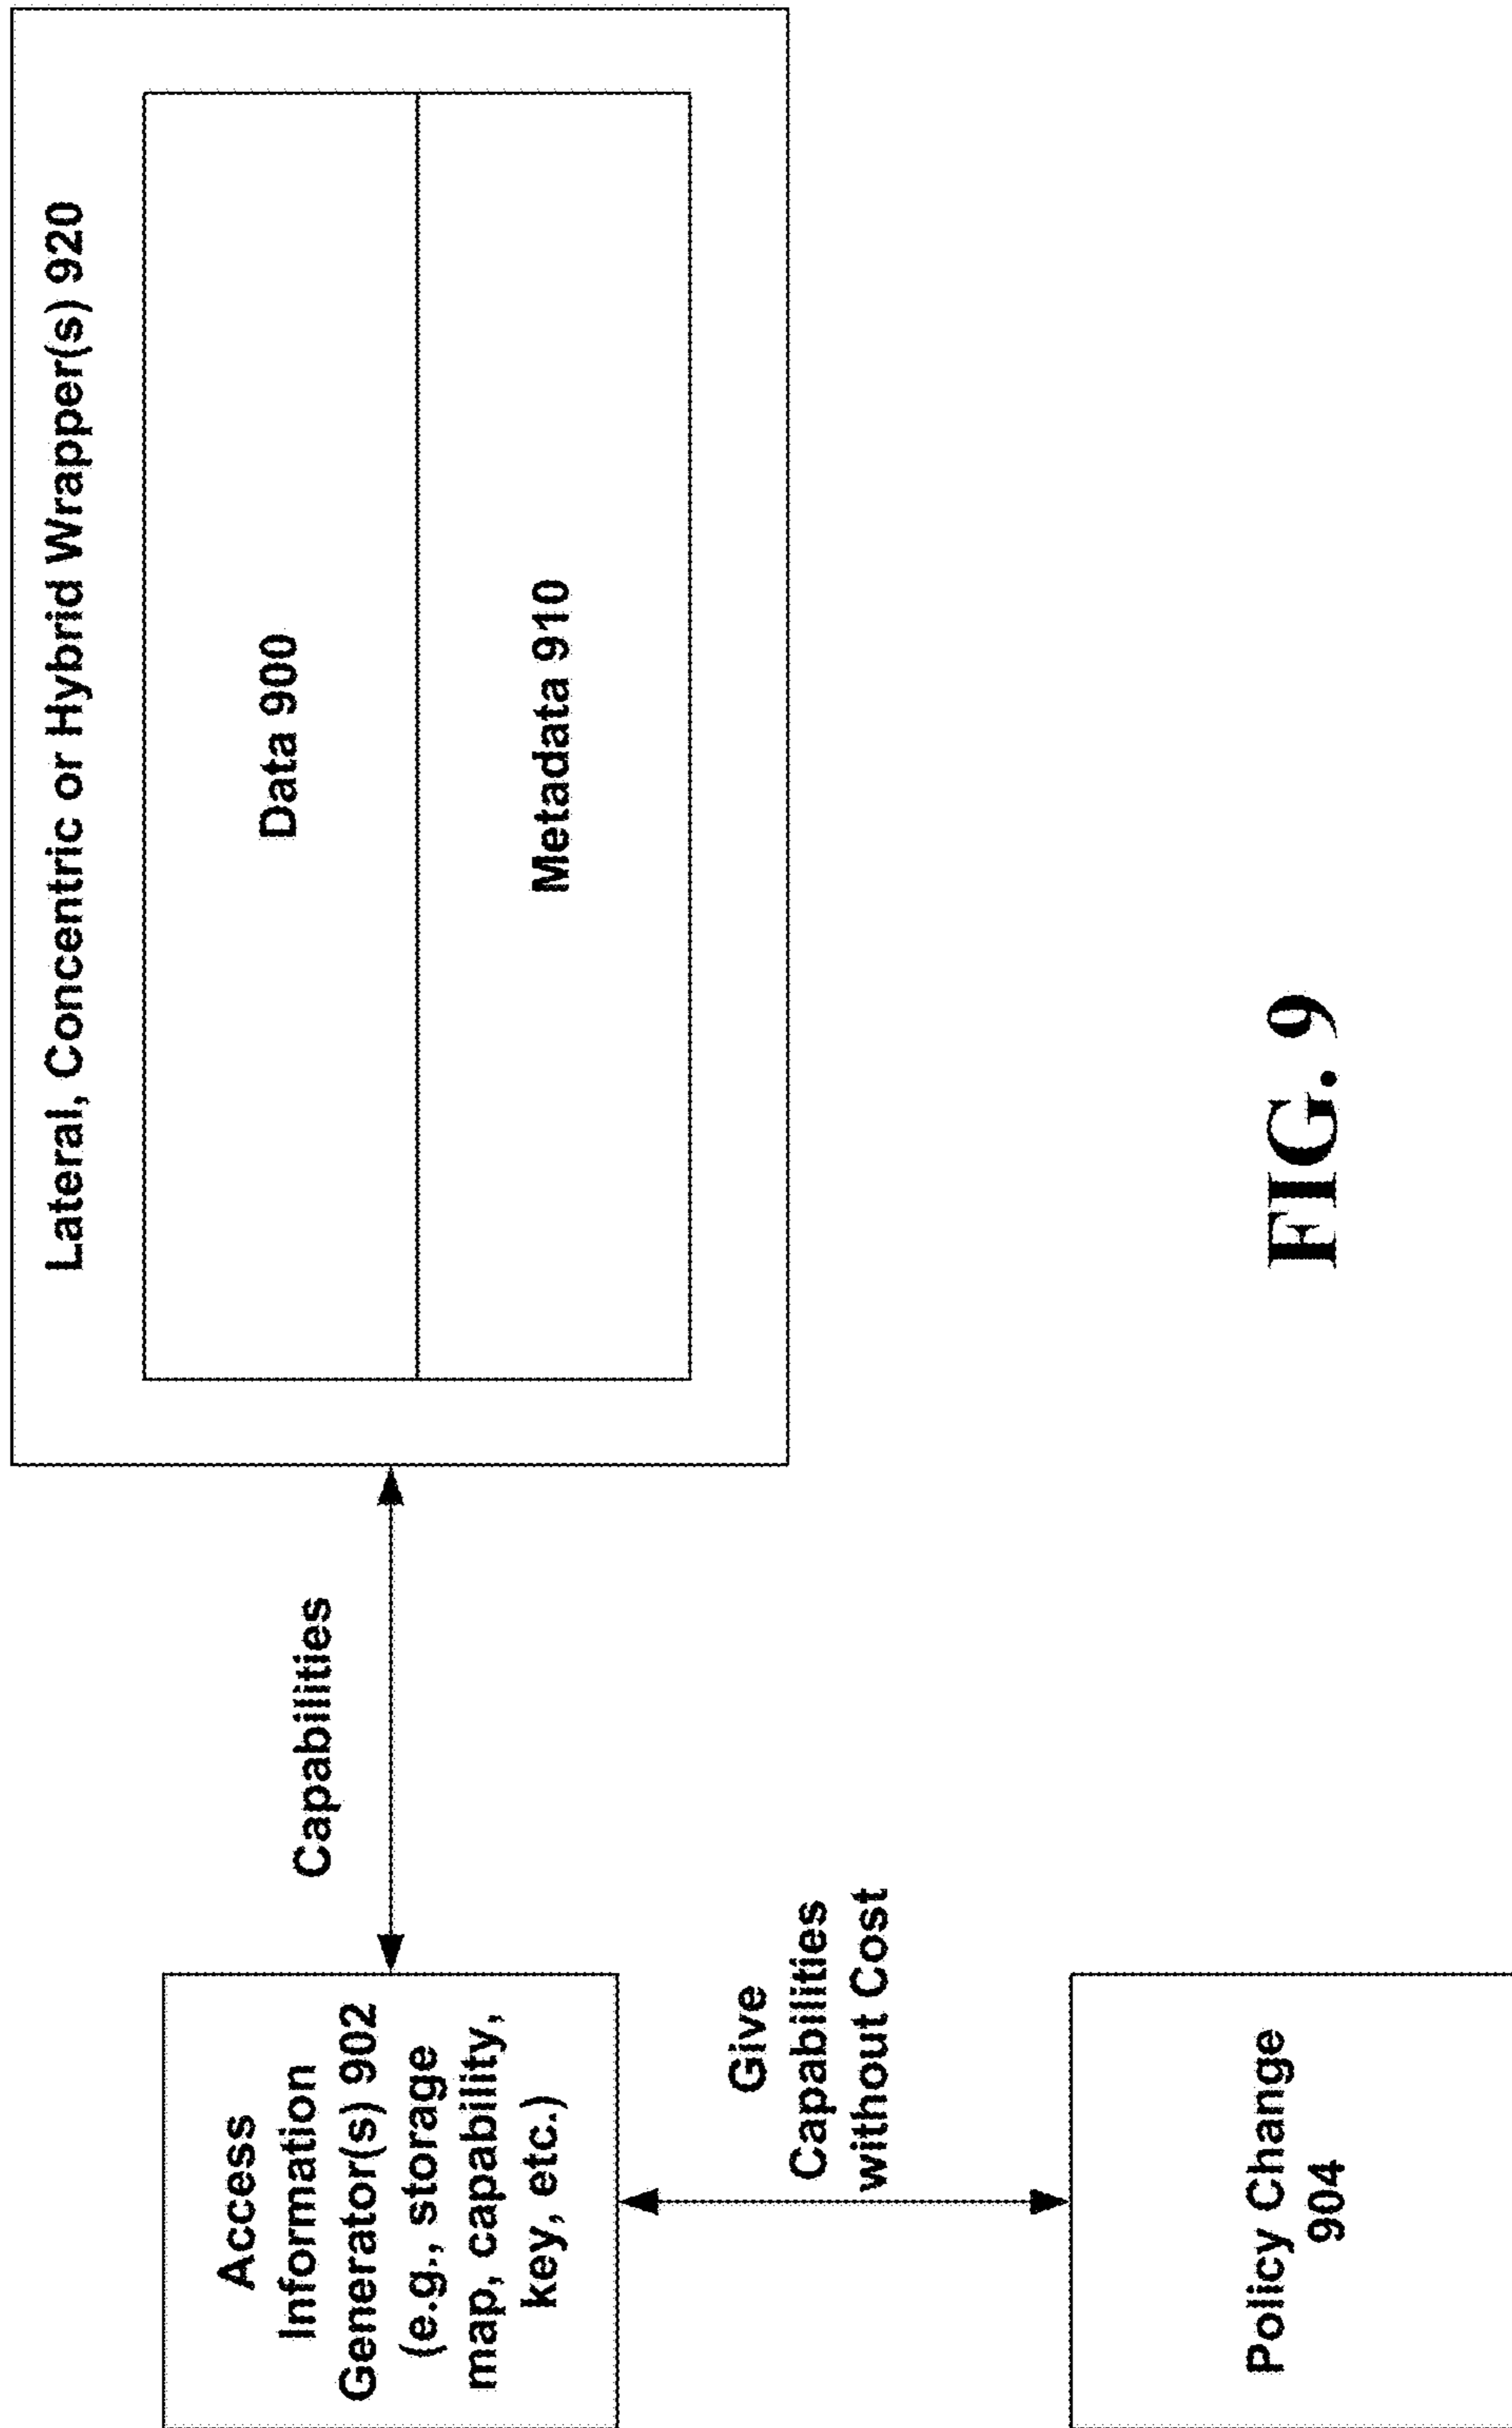 Lateral, Concentric or Hybrid Wrapper(s) 920
Data 900
Metadata 910
Capabilities
Access
Information
Generator(s) 902
(e.g., storage
map, capability,
key, etc.)
Give
Capabilities
without Cost
Policy Change
904
FIG. 9